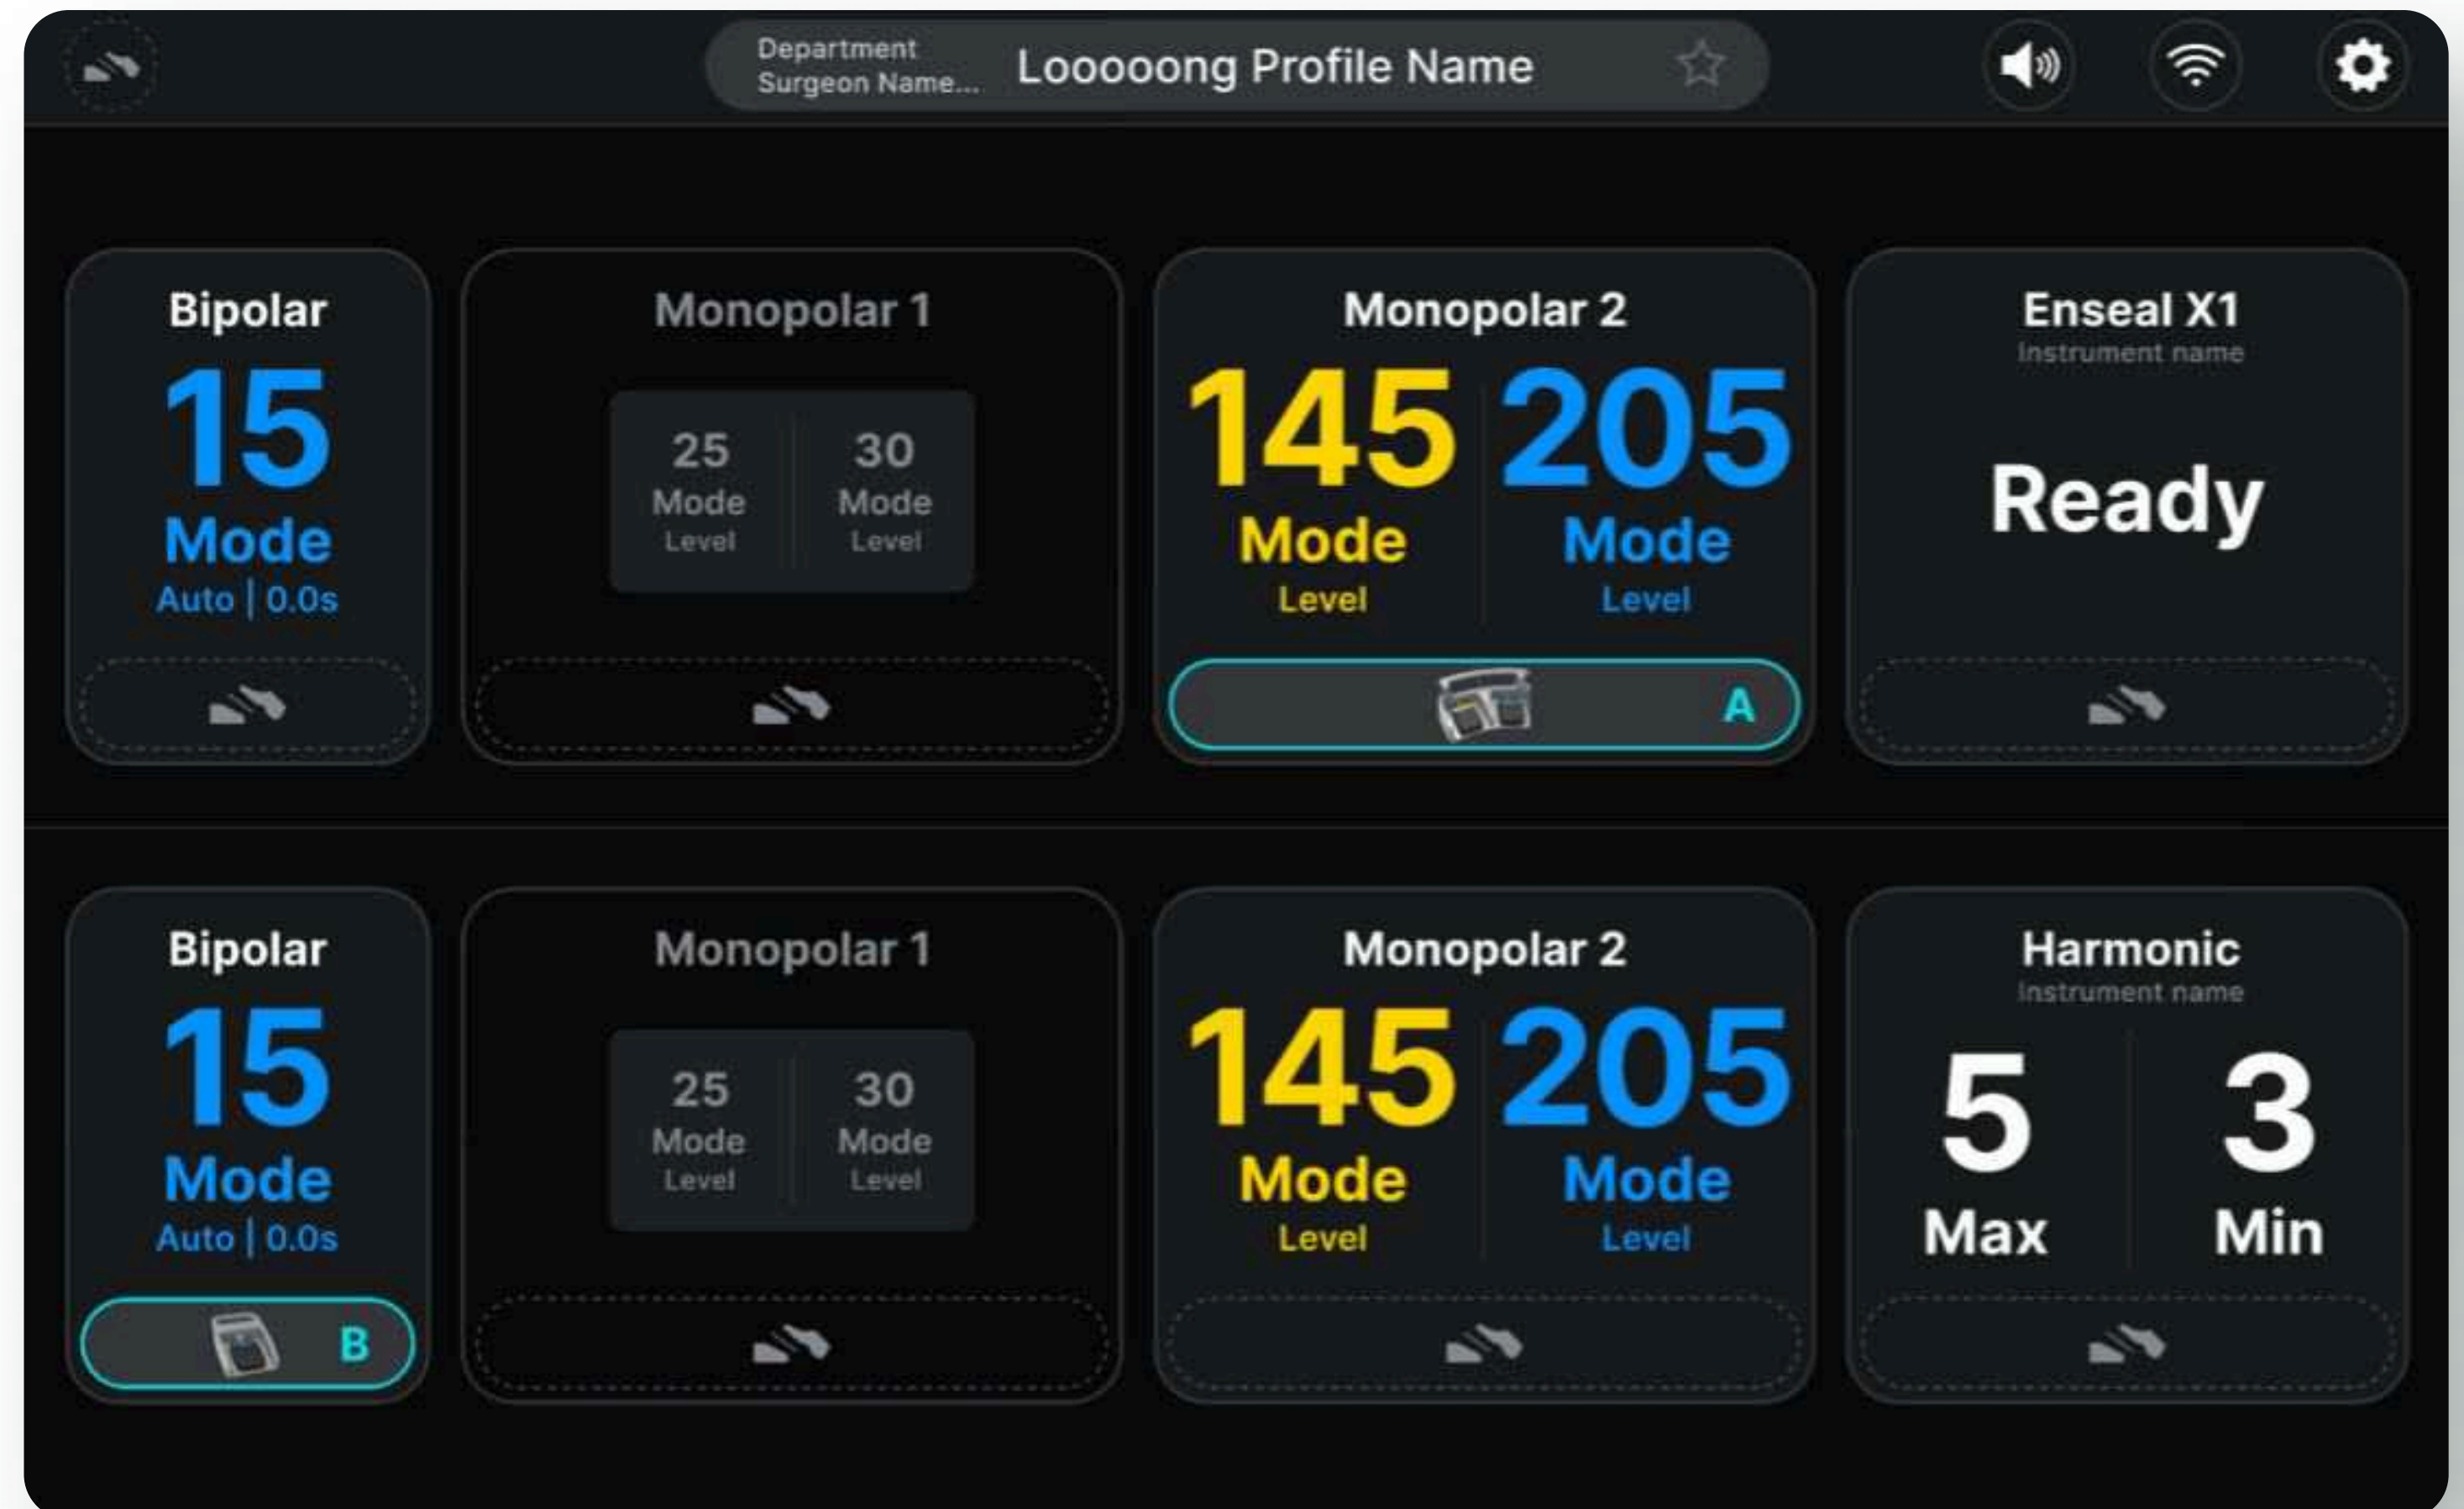 Department
Surgeon Name...
Looooong Profile Name
Bipolar
15
Mode
Auto | 0.0s
Monopolar 1
25
Mode
Level
30
Mode
Level
Monopolar 2
145
Mode
Level
205
Mode
Level
A
Enseal X1
Instrument name
Ready
Bipolar
15
Mode
Auto | 0.0s
B
Monopolar 1
25
Mode
Level
30
Mode
Level
Monopolar 2
145
Mode
Level
205
Mode
Level
Harmonic
Instrument name
5
Max
3
Min